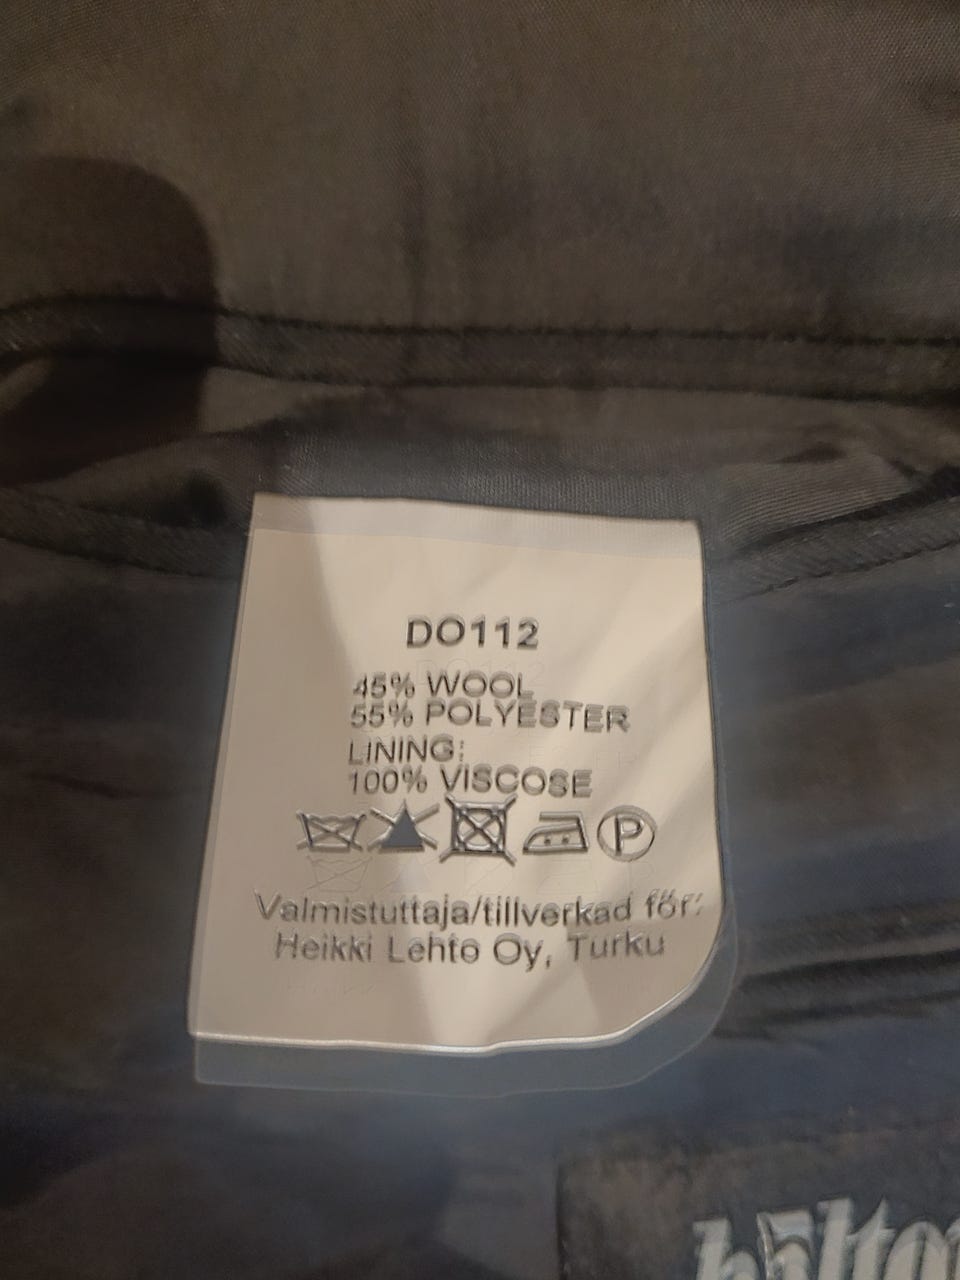 DO112
45% WOOL
55% POLYESTER
LINING:
100% VISCOSE
P
Valmistuttaja/tillverkad för:
Heikki Lehto Oy, Turku